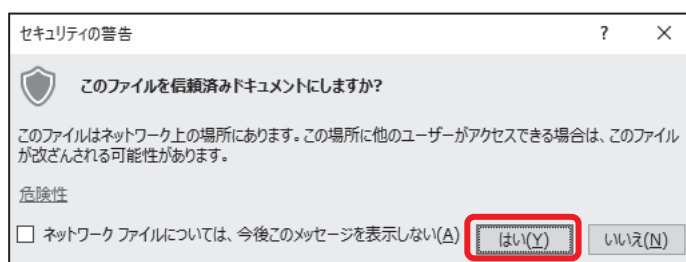 セキュリティの警告 ? ×
このファイルを信頼済みドキュメントにしますか?
このファイルはネットワーク上の場所にあります。この場所に他のユーザーがアクセスできる場合は、このファイル
が改ざんされる可能性があります。
危険性
ネットワーク ファイルについては、今後このメッセージを表示しない(A) はい(Y) いいえ(N)